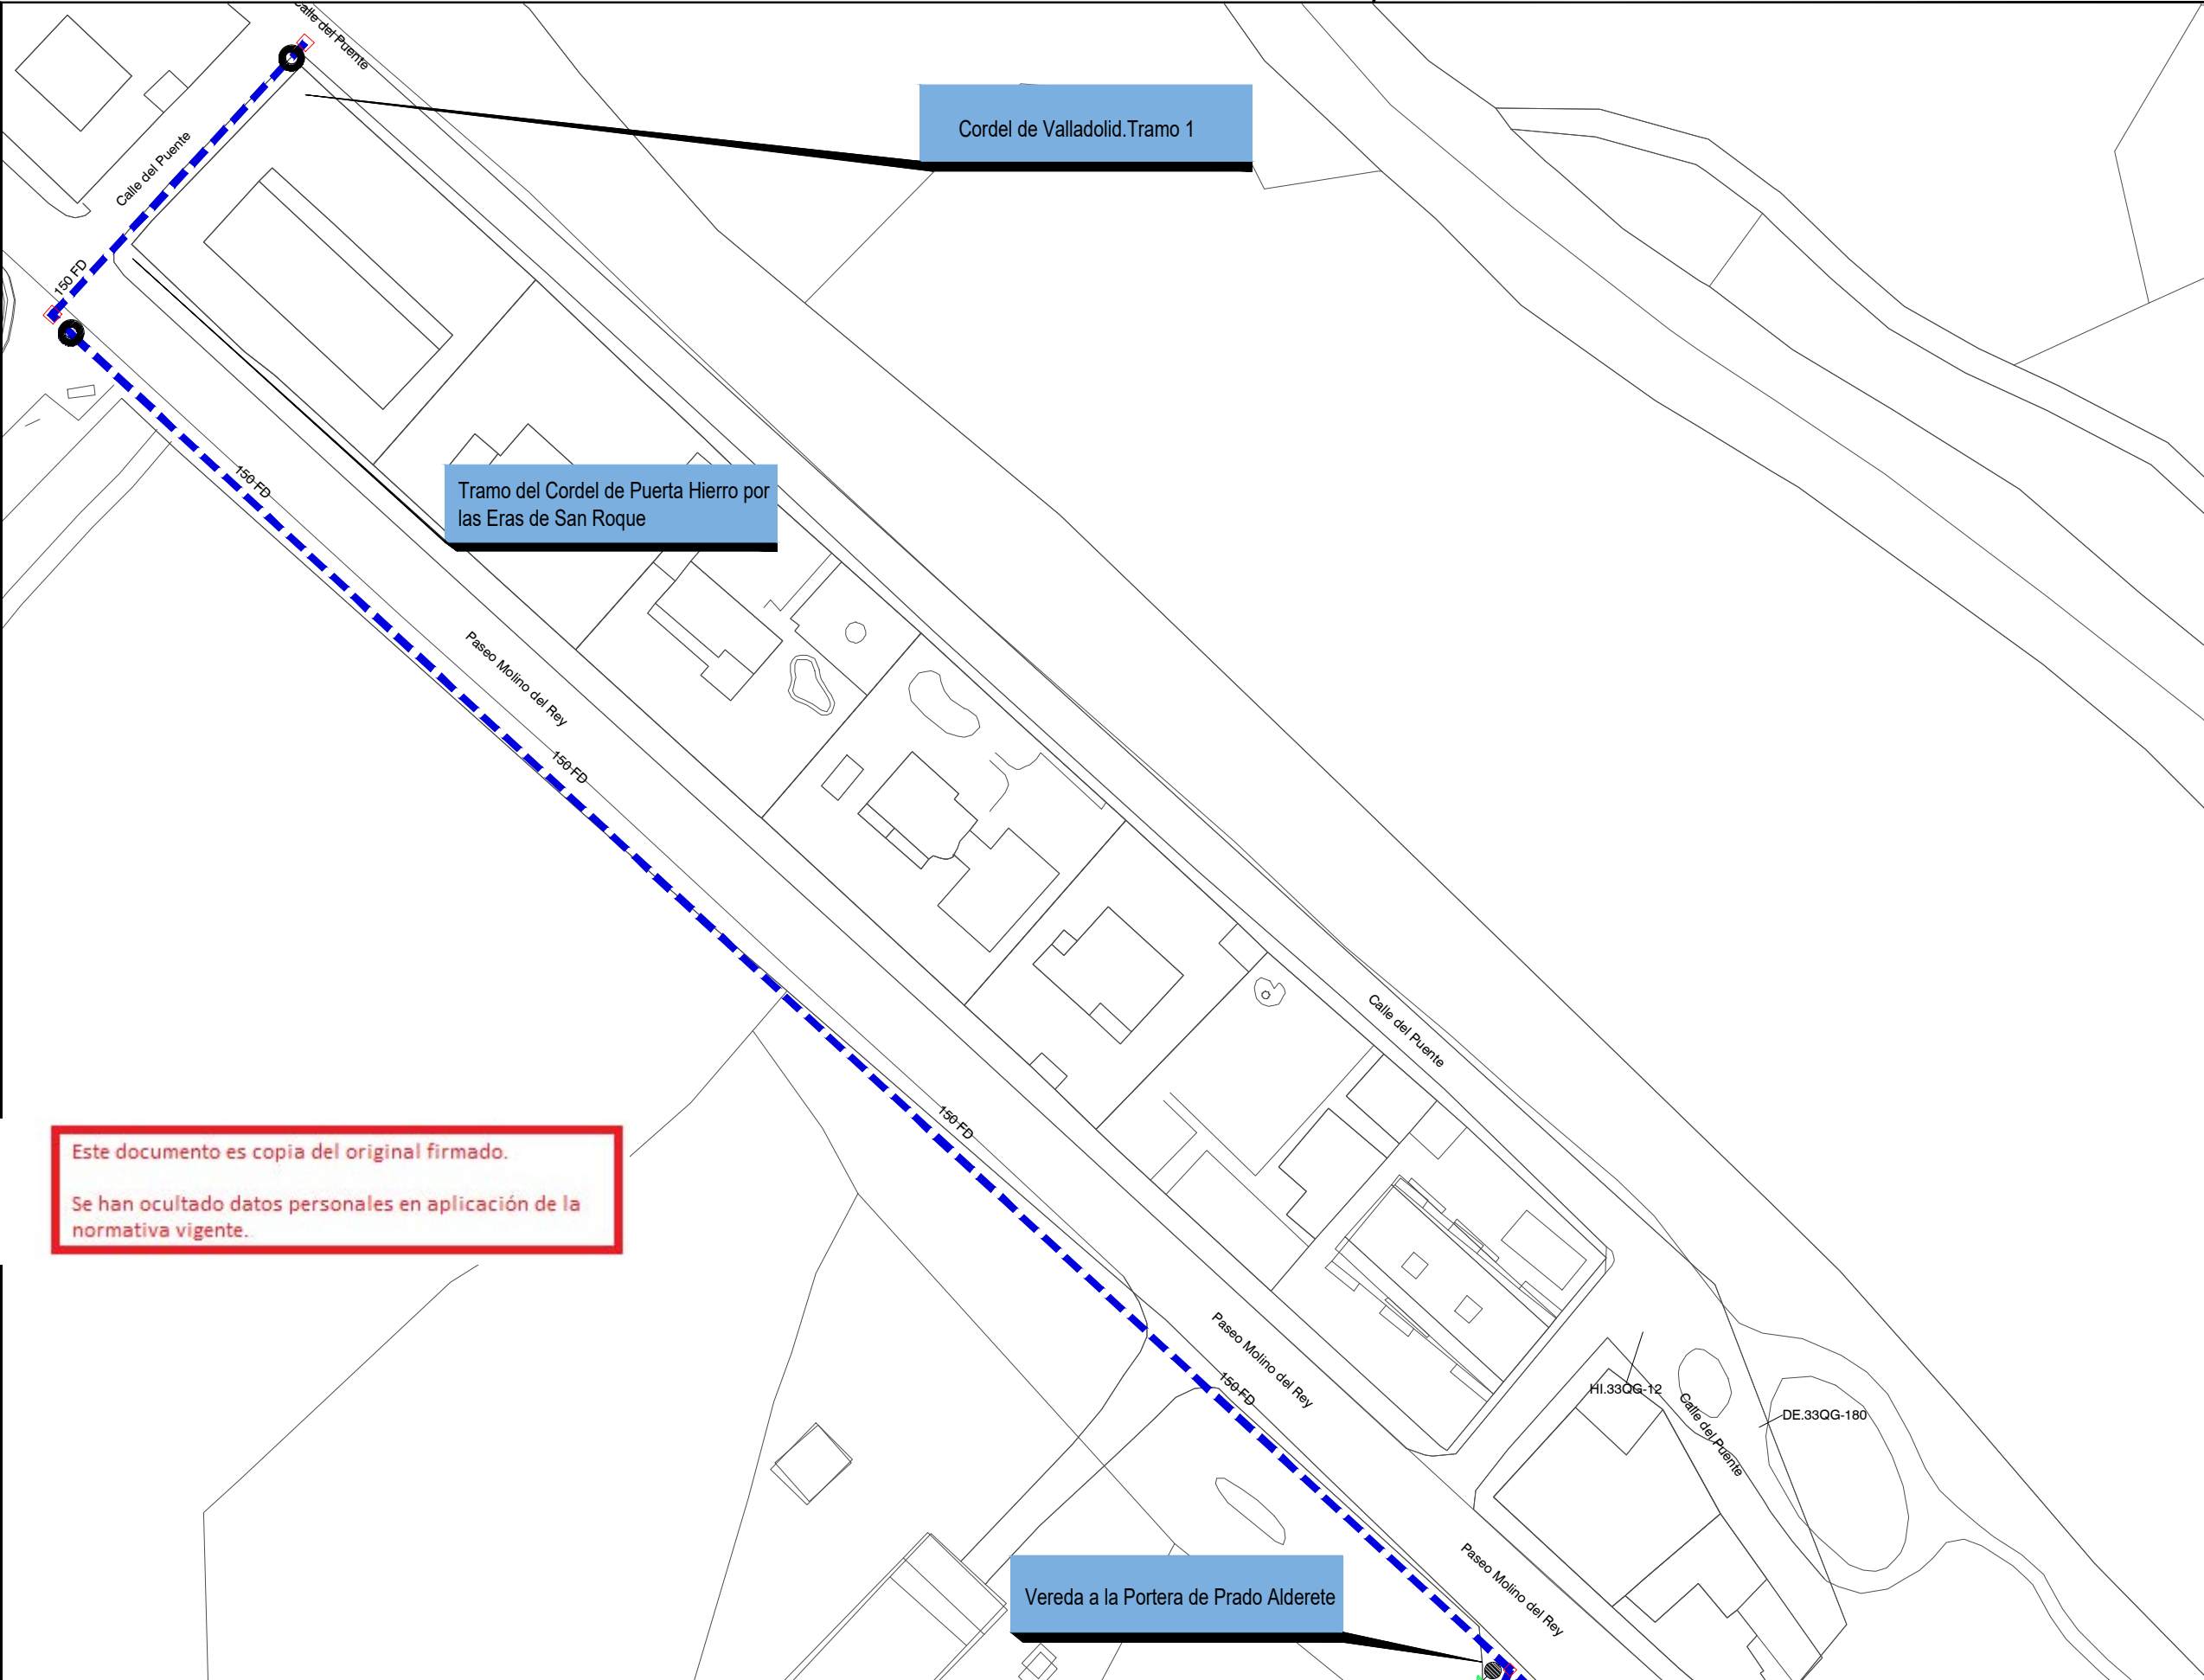 Calle del Puente
Cordel de Valladolid.Tramo 1
Calle del Puente
150 FD
150 FD
Tramo del Cordel de Puerta Hierro por
las Eras de San Roque
Paseo Molino del Rey
150 FD
Calle del Puente
150 FD
Este documento es copia del original firmado.
Se han ocultado datos personales en aplicación de la
normativa vigente.
Paseo Molino del Rey
150 FD
HI.33QG-12
Calle del Puente
DE.33QG-180
Paseo Molino del Rey
Vereda a la Portera de Prado Alderete